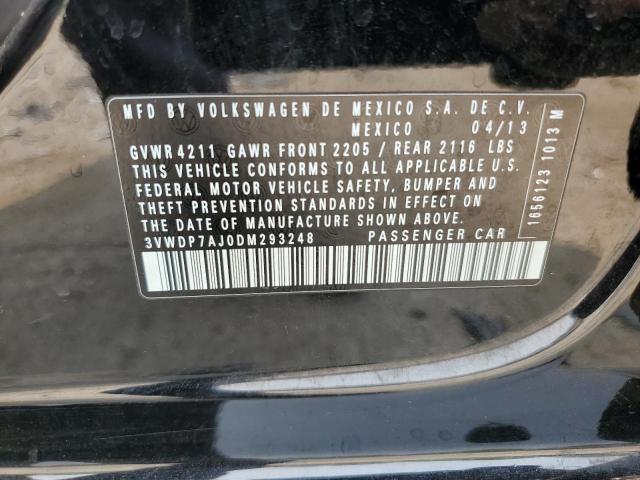 MFD BY VOLKSWAGEN DE MEXICO S.A. DE C.V.
MEXICO 04/13
GVWR 4211 GAWR FRONT 2205 / REAR 2116 LBS
THIS VEHICLE CONFORMS TO ALL APPLICABLE U.S.
FEDERAL MOTOR VEHICLE SAFETY, BUMPER AND
THEFT PREVENTION STANDARDS IN EFFECT ON
THE DATE OF MANUFACTURE SHOWN ABOVE.
3VWDP7AJ0DM293248 PASSENGER CAR
1656123 1013 M